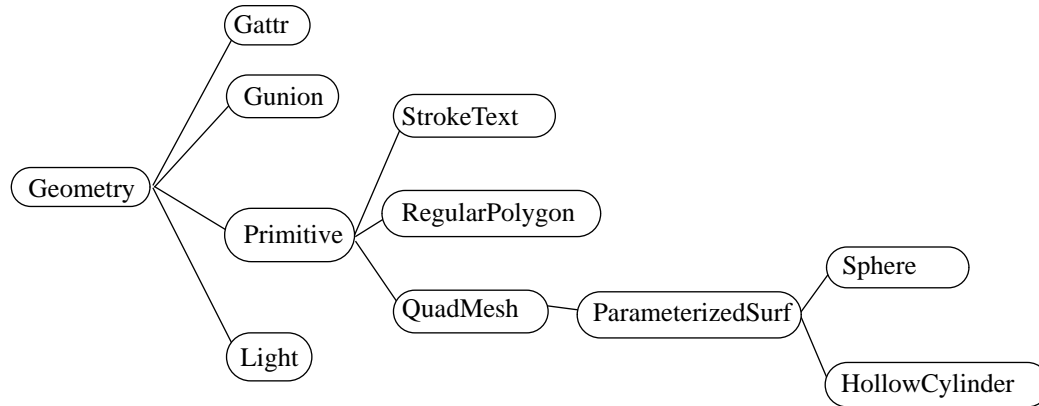 Gattr
Gunion
StrokeText
Geometry
RegularPolygon
Primitive
Sphere
QuadMesh
ParameterizedSurf
Light
HollowCylinder